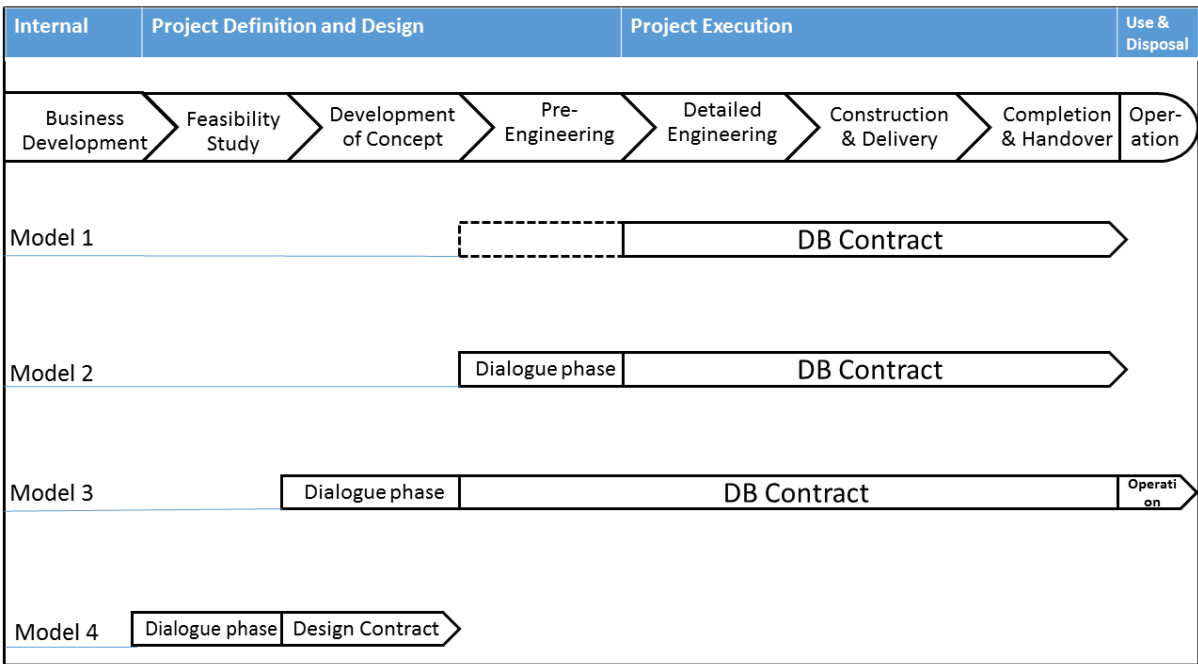 Internal
Project Definition and Design
Project Execution
Use &
Disposal
Business
Development
Feasibility
Study
Development
of Concept
Pre-
Engineering
Detailed
Engineering
Construction
& Delivery
Completion
& Handover
Oper-
ation
Model 1
DB Contract
Model 2
Dialogue phase
DB Contract
Model 3
Dialogue phase
DB Contract
Operati
on
Model 4
Dialogue phase
Design Contract